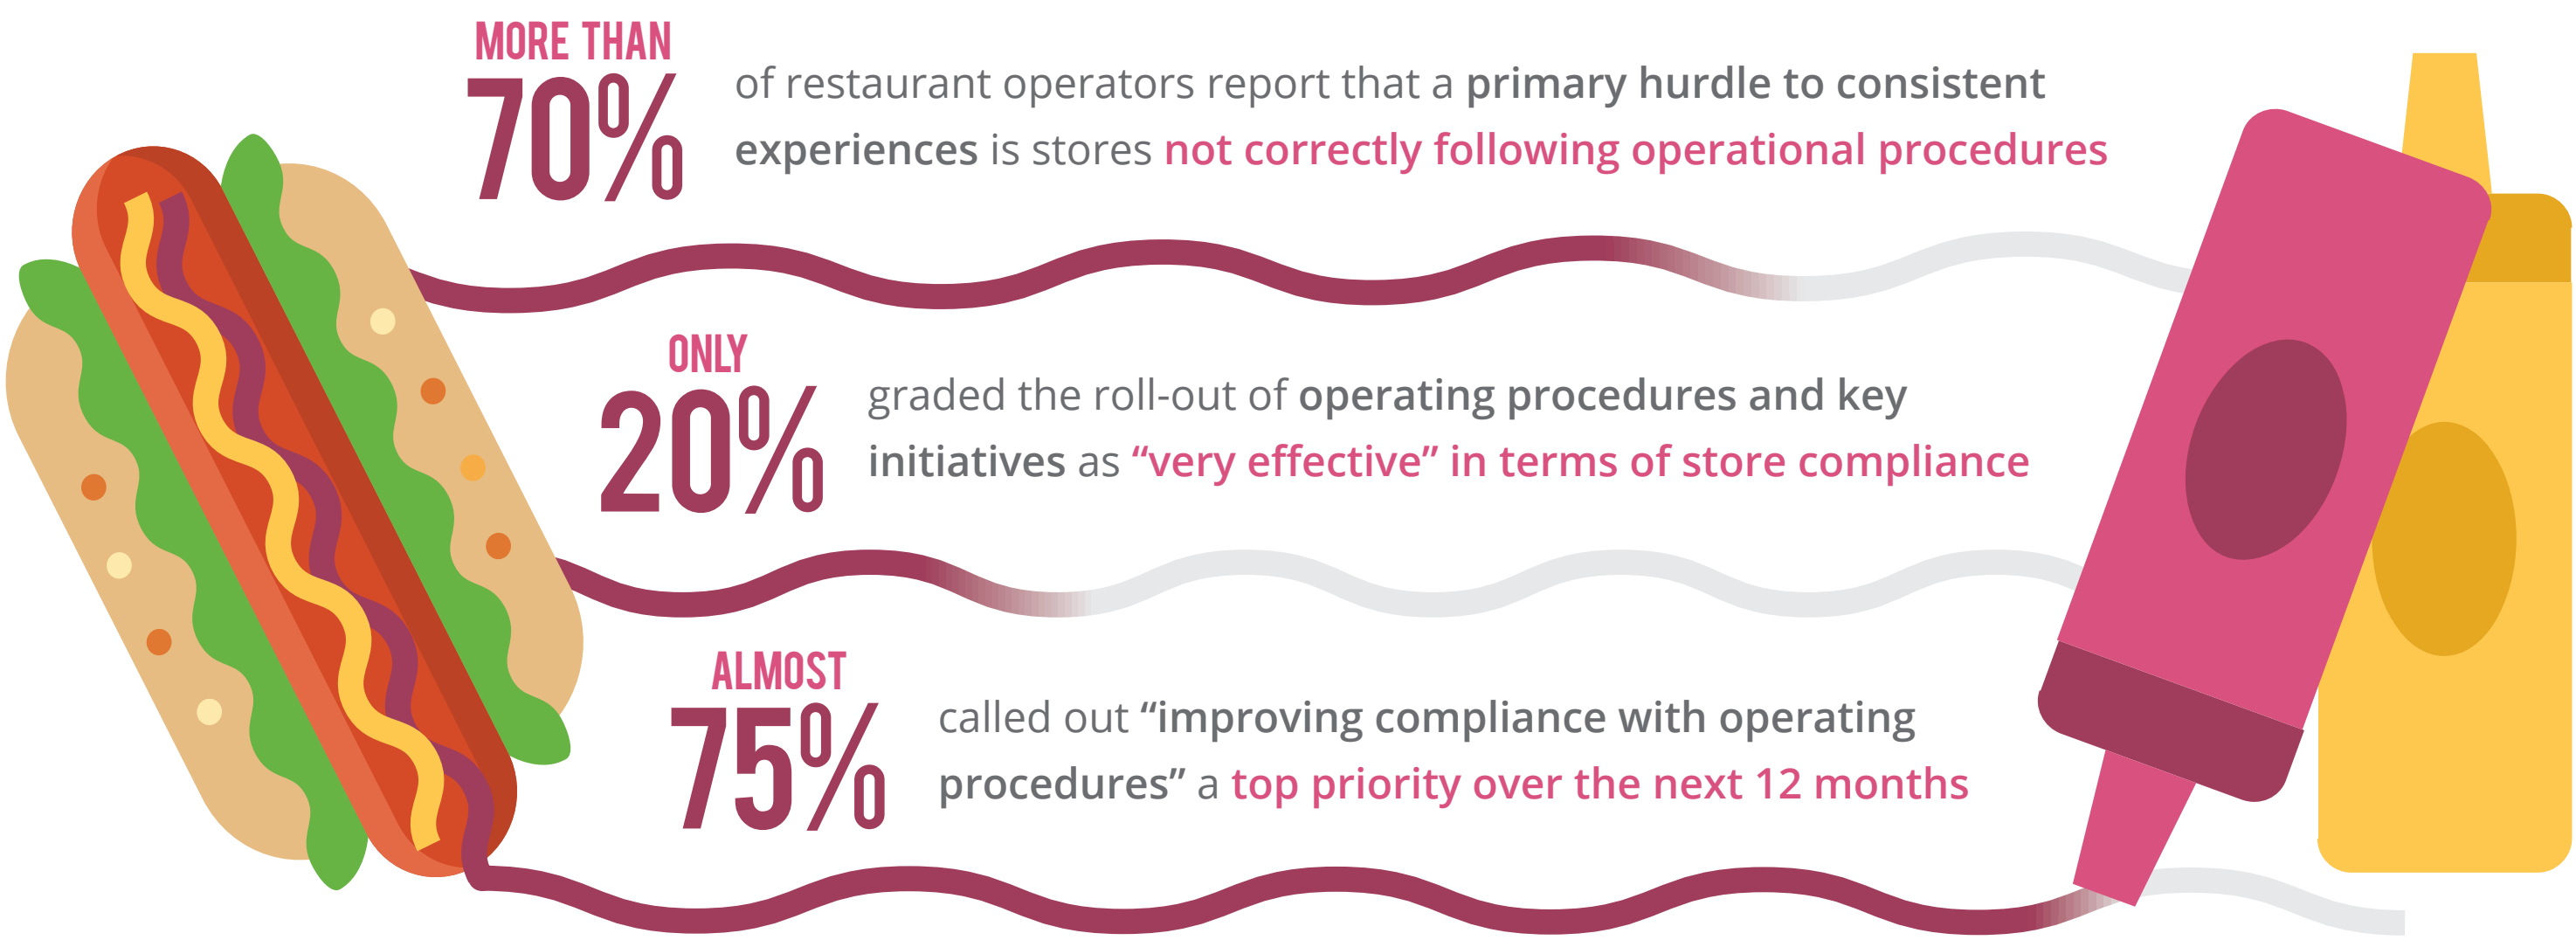 MORE THAN
70%
of restaurant operators report that a primary hurdle to consistent
experiences is stores not correctly following operational procedures
ONLY
20%
graded the roll-out of operating procedures and key
initiatives as “very effective” in terms of store compliance
ALMOST
75%
called out “improving compliance with operating
procedures” a top priority over the next 12 months